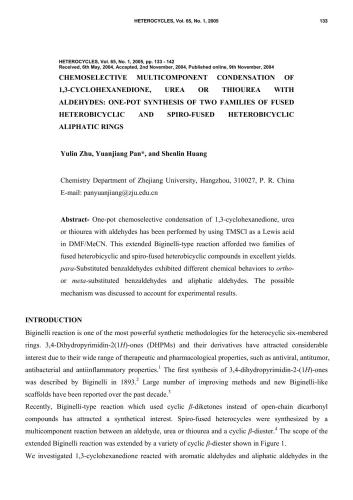 HETEROCYCLES, Vol. 65, No. 1, 2005
133
HETEROCYCLES, Vol. 65, No. 1, 2005, pp. 133 - 142
Received, 6th May, 2004, Accepted, 2nd November, 2004, Published online, 9th November, 2004
CHEMOSELECTIVE MULTICOMPONENT CONDENSATION OF
1,3-CYCLOHEXANEDIONE, UREA OR THIOUREA WITH
ALDEHYDES: ONE-POT SYNTHESIS OF TWO FAMILIES OF FUSED
HETEROBICYCLIC AND SPIRO-FUSED HETEROBICYCLIC
ALIPHATIC RINGS
Yulin Zhu, Yuanjiang Pan*, and Shenlin Huang
Chemistry Department of Zhejiang University, Hangzhou, 310027, P. R. China
E-mail: panyuanjiang@zju.edu.cn
Abstract- One-pot chemoselective condensation of 1,3-cyclohexanedione, urea
or thiourea with aldehydes has been performed by using TMSCl as a Lewis acid
in DMF/MeCN. This extended Biginelli-type reaction afforded two families of
fused heterobicyclic and spiro-fused heterobicyclic compounds in excellent yields.
para-Substituted benzaldehydes exhibited different chemical behaviors to ortho-
or meta-substituted benzaldehydes and aliphatic aldehydes. The possible
mechanism was discussed to account for experimental results.
INTRODUCTION
Biginelli reaction is one of the most powerful synthetic methodologies for the heterocyclic six-membered
rings. 3,4-Dihydropyrimidin-2(1H)-ones (DHPMs) and their derivatives have attracted considerable
interest due to their wide range of therapeutic and pharmacological properties, such as antiviral, antitumor,
antibacterial and antiinflammatory properties.1 The first synthesis of 3,4-dihydropyrimidin-2-(1H)-ones
was described by Biginelli in 1893.2 Large number of improving methods and new Biginelli-like
scaffolds have been reported over the past decade.3
Recently, Biginelli-type reaction which used cyclic β-diketones instead of open-chain dicarbonyl
compounds has attracted a synthetical interest. Spiro-fused heterocycles were synthesized by a
multicomponent reaction between an aldehyde, urea or thiourea and a cyclic β-diester.4 The scope of the
extended Biginelli reaction was extended by a variety of cyclic β-diester shown in Figure 1.
We investigated 1,3-cyclohexanedione reacted with aromatic aldehydes and aliphatic aldehydes in the